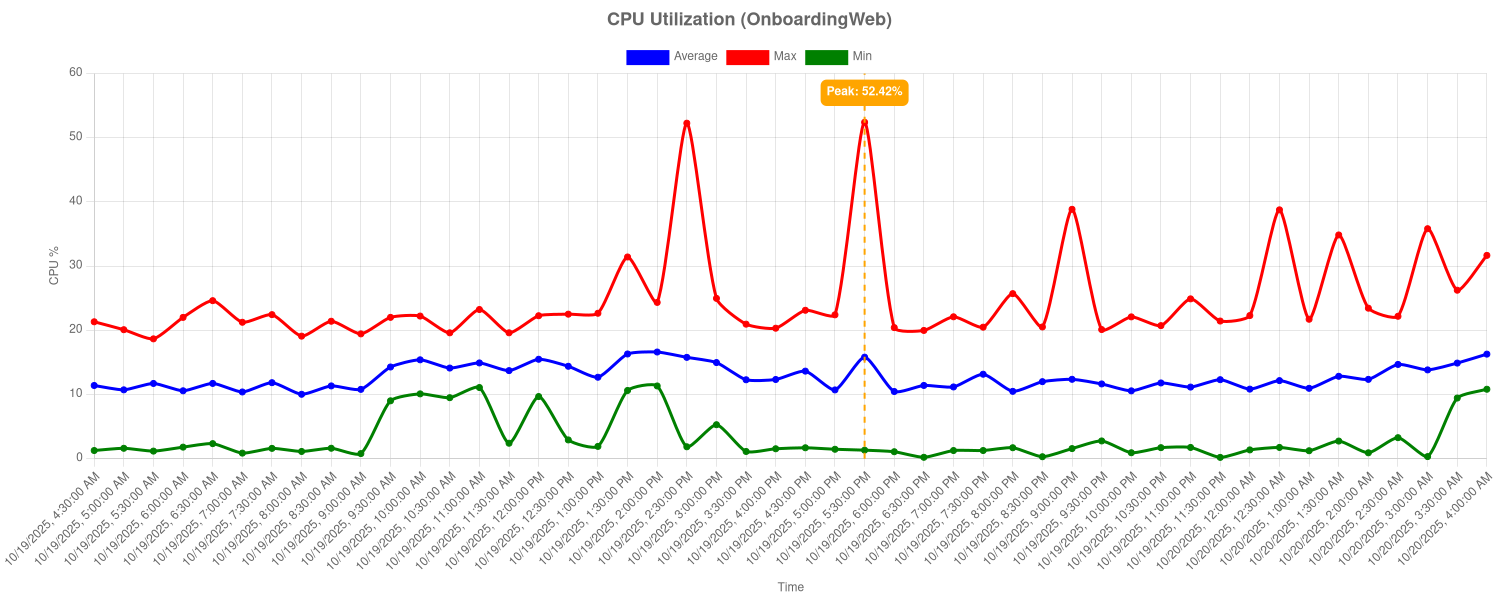 CPU Utilization (OnboardingWeb)
Average Max Min
60
Peak: 52.42%
50
40
30
20
10
0
CPU %
10/19/2025, 4:30:00 AM
10/19/2025, 5:00:00 AM
10/19/2025, 5:30:00 AM
10/19/2025, 6:00:00 AM
10/19/2025, 6:30:00 AM
10/19/2025, 7:00:00 AM
10/19/2025, 7:30:00 AM
10/19/2025, 8:00:00 AM
10/19/2025, 8:30:00 AM
10/19/2025, 9:00:00 AM
10/19/2025, 9:30:00 AM
10/19/2025, 10:00:00 AM
10/19/2025, 10:30:00 AM
10/19/2025, 11:00:00 AM
10/19/2025, 11:30:00 AM
10/19/2025, 12:00:00 PM
10/19/2025, 12:30:00 PM
10/19/2025, 1:00:00 PM
10/19/2025, 1:30:00 PM
10/19/2025, 2:00:00 PM
10/19/2025, 2:30:00 PM
10/19/2025, 3:00:00 PM
10/19/2025, 3:30:00 PM
10/19/2025, 4:00:00 PM
10/19/2025, 4:30:00 PM
10/19/2025, 5:00:00 PM
10/19/2025, 5:30:00 PM
10/19/2025, 6:00:00 PM
10/19/2025, 6:30:00 PM
10/19/2025, 7:00:00 PM
10/19/2025, 7:30:00 PM
10/19/2025, 8:00:00 PM
10/19/2025, 8:30:00 PM
10/19/2025, 9:00:00 PM
10/19/2025, 9:30:00 PM
10/19/2025, 10:00:00 PM
10/19/2025, 10:30:00 PM
10/19/2025, 11:00:00 PM
10/19/2025, 11:30:00 PM
10/20/2025, 12:00:00 AM
10/20/2025, 12:30:00 AM
10/20/2025, 1:00:00 AM
10/20/2025, 1:30:00 AM
10/20/2025, 2:00:00 AM
10/20/2025, 2:30:00 AM
10/20/2025, 3:00:00 AM
10/20/2025, 3:30:00 AM
10/20/2025, 4:00:00 AM
Time